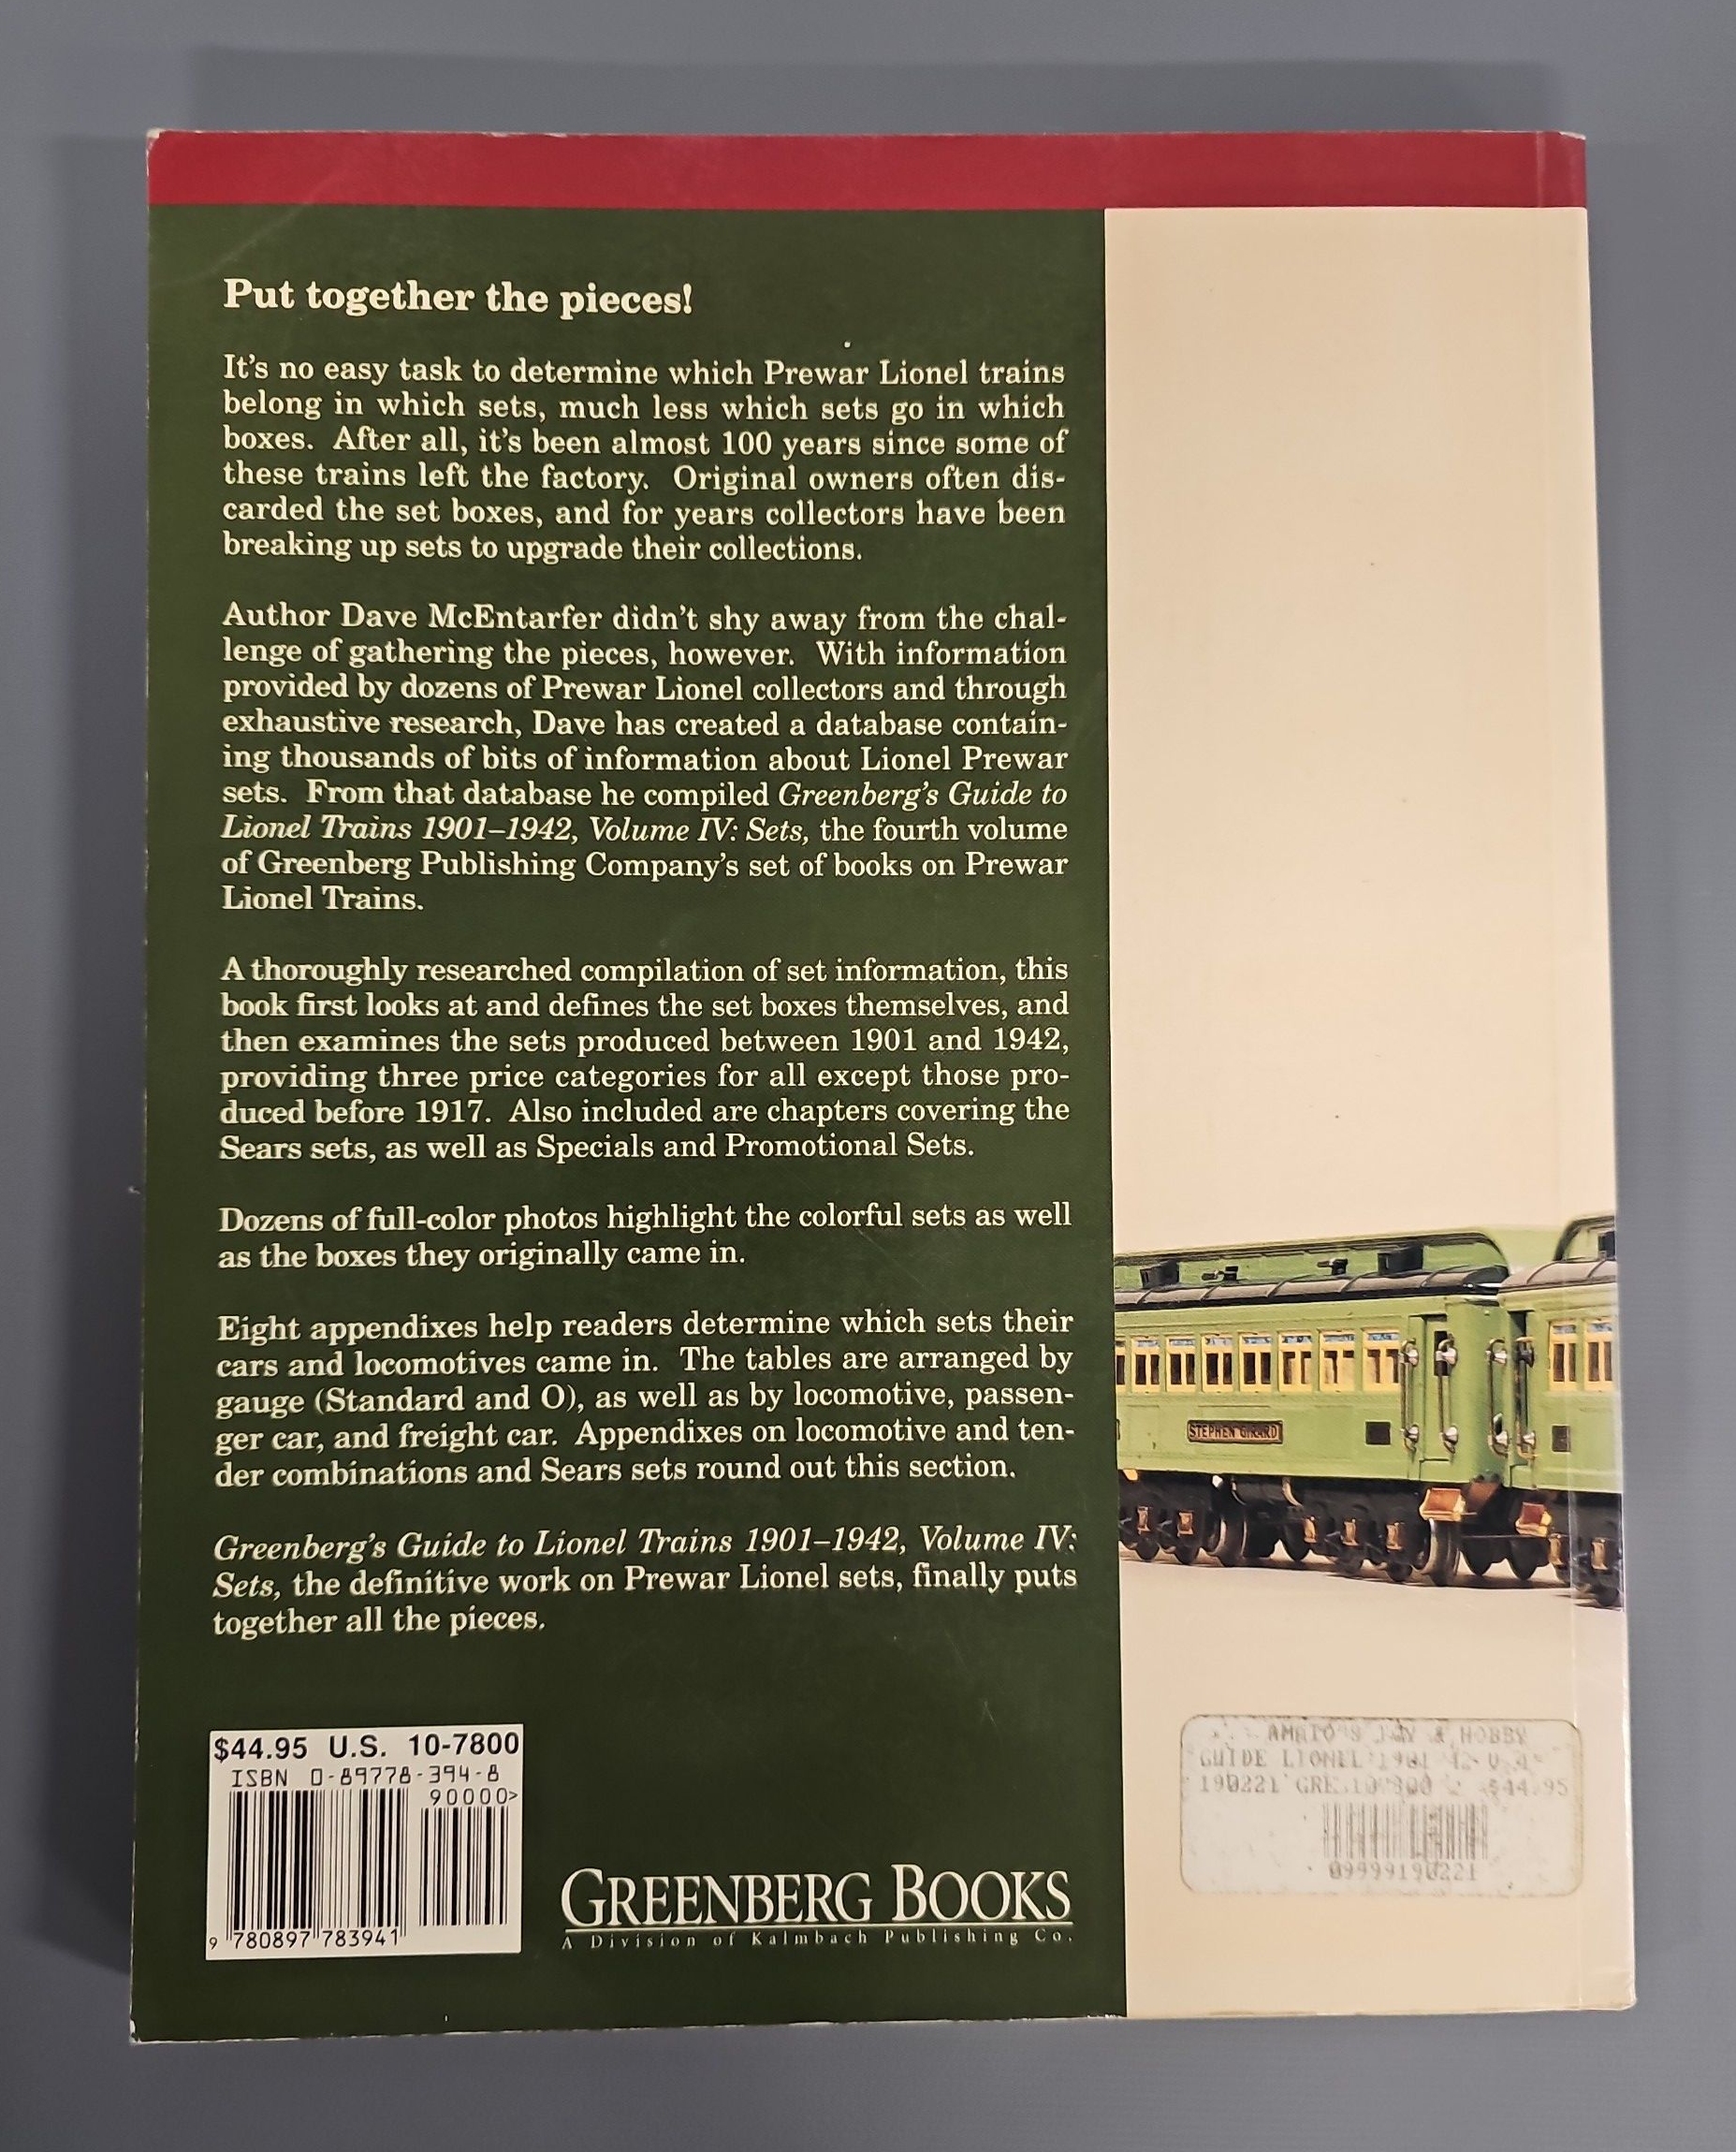 Put together the pieces!
It's no easy task to determine which Prewar Lionel trains
belong in which sets, much less which sets go in which
boxes. After all, it's been almost 100 years since some of
these trains left the factory. Original owners often dis-
carded the set boxes, and for years collectors have been
breaking up sets to upgrade their collections.
Author Dave McEntarfer didn't shy away from the chal-
lenge of gathering the pieces, however. With information
provided by dozens of Prewar Lionel collectors and through
exhaustive research, Dave has created a database contain-
ing thousands of bits of information about Lionel Prewar
sets. From that database he compiled Greenberg's Guide to
Lionel Trains 1901–1942, Volume IV: Sets, the fourth volume
of Greenberg Publishing Company's set of books on Prewar
Lionel Trains.
A thoroughly researched compilation of set information, this
book first looks at and defines the set boxes themselves, and
then examines the sets produced between 1901 and 1942,
providing three price categories for all except those pro-
duced before 1917. Also included are chapters covering the
Sears sets, as well as Specials and Promotional Sets.
Dozens of full-color photos highlight the colorful sets as well
as the boxes they originally came in.
Eight appendixes help readers determine which sets their
cars and locomotives came in. The tables are arranged by
gauge (Standard and O), as well as by locomotive, passen-
ger car, and freight car. Appendixes on locomotive and ten-
der combinations and Sears sets round out this section.
Greenberg's Guide to Lionel Trains 1901–1942, Volume IV:
Sets, the definitive work on Prewar Lionel sets, finally puts
together all the pieces.
STEPHEN GIRARD
$44.95 U.S. 10-7800
ISBN 0-89778-394-8
90000>
9 780897 783941
GREENBERG BOOKS
A Division of Kalmbach Publishing Co.
& HOBBY
GUIDE LIONEL 1901
190221 GRE $44.95
09999190221